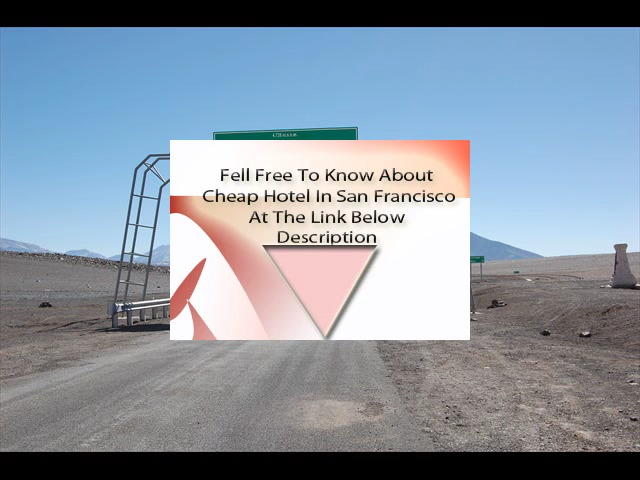 Fell Free To Know About
Cheap Hotel In San Francisco
At The Link Below
Description